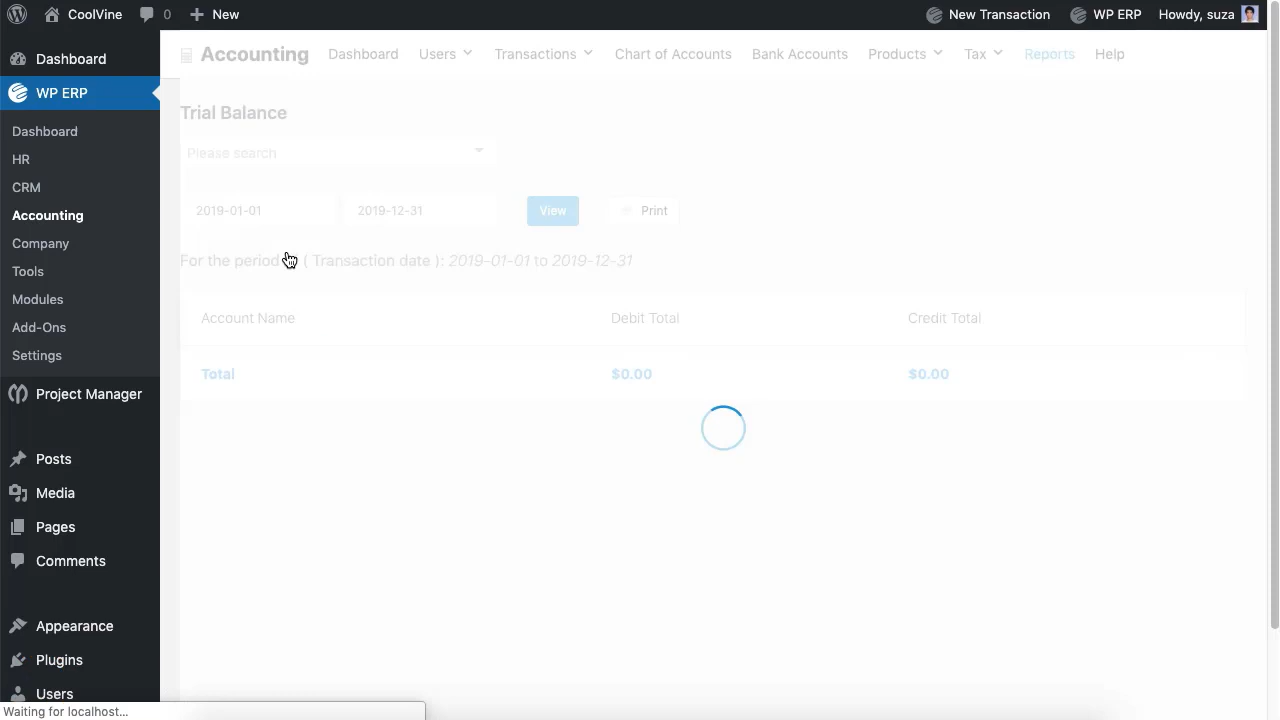 CoolVine 0 New New Transaction WP ERP Howdy, suza
Accounting Dashboard Users Transactions Chart of Accounts Bank Accounts Products Tax Reports Help
Dashboard
WP ERP
Dashboard
HR
CRM
Accounting
Company
Tools
Modules
Add-Ons
Settings
Project Manager
Posts
Media
Pages
Comments
Appearance
Plugins
Users
Trial Balance
Please search
2019-01-01 2019-12-31 View Print
For the period ( Transaction date ): 2019-01-01 to 2019-12-31
Account Name Debit Total Credit Total
Total $0.00 $0.00
Waiting for localhost...